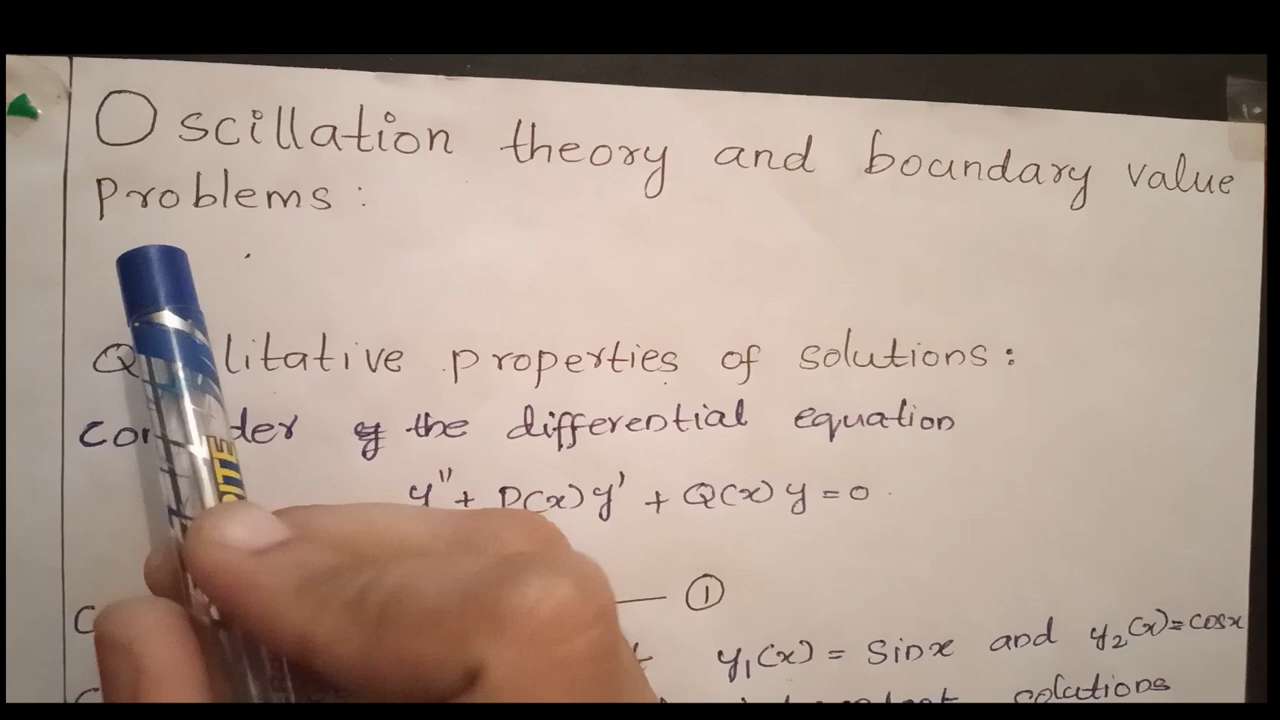 Oscillation theory and boundary value
problems:
litative properties of solutions:
the differential equation
y" + P(x)y' + Q(x)y = 0
①
y₁(x) = sinx and y₂(x)=cosx
solutions